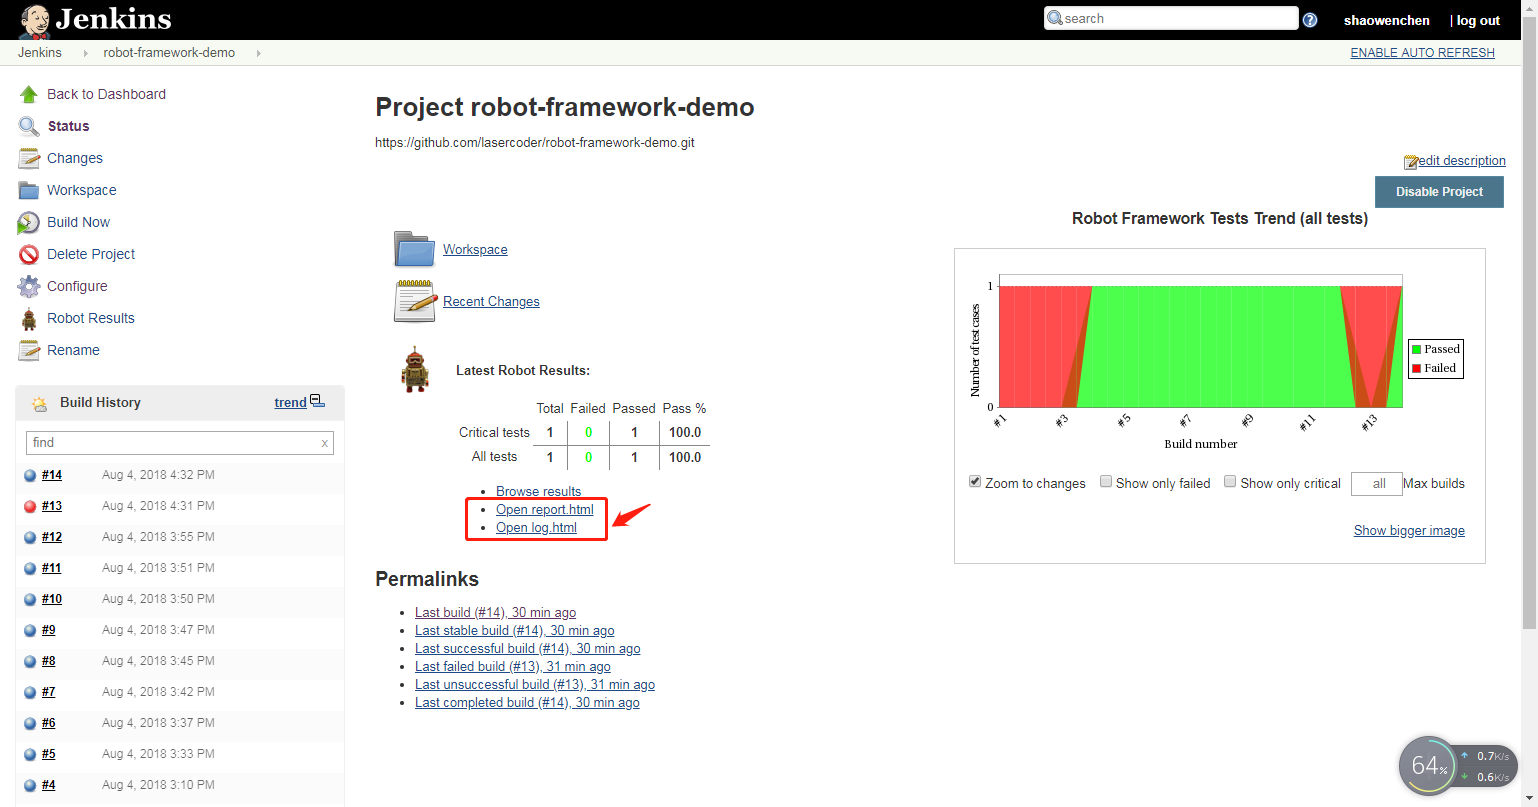 Jenkins
search
shaowenchen
| log out
Jenkins
robot-framework-demo
ENABLE AUTO REFRESH
Back to Dashboard
Status
Changes
Workspace
Build Now
Delete Project
Configure
Robot Results
Rename
Build History
trend
find
x
#14 Aug 4, 2018 4:32 PM
#13 Aug 4, 2018 4:31 PM
#12 Aug 4, 2018 3:55 PM
#11 Aug 4, 2018 3:51 PM
#10 Aug 4, 2018 3:50 PM
#9 Aug 4, 2018 3:47 PM
#8 Aug 4, 2018 3:45 PM
#7 Aug 4, 2018 3:42 PM
#6 Aug 4, 2018 3:37 PM
#5 Aug 4, 2018 3:33 PM
#4 Aug 4, 2018 3:10 PM
Project robot-framework-demo
https://github.com/lasercoder/robot-framework-demo.git
edit description
Disable Project
Workspace
Recent Changes
Latest Robot Results:
Total Failed Passed Pass %
Critical tests 1 0 1 100.0
All tests 1 0 1 100.0
Browse results
Open report.html
Open log.html
Permalinks
Last build (#14), 30 min ago
Last stable build (#14), 30 min ago
Last successful build (#14), 30 min ago
Last failed build (#13), 31 min ago
Last unsuccessful build (#13), 31 min ago
Last completed build (#14), 30 min ago
Robot Framework Tests Trend (all tests)
Number of test cases
1
0
#1 #3 #5 #7 #9 #11 #13
Build number
Passed
Failed
Zoom to changes
Show only failed
Show only critical
all
Max builds
Show bigger image
64%
0.7K/s
0.6K/s